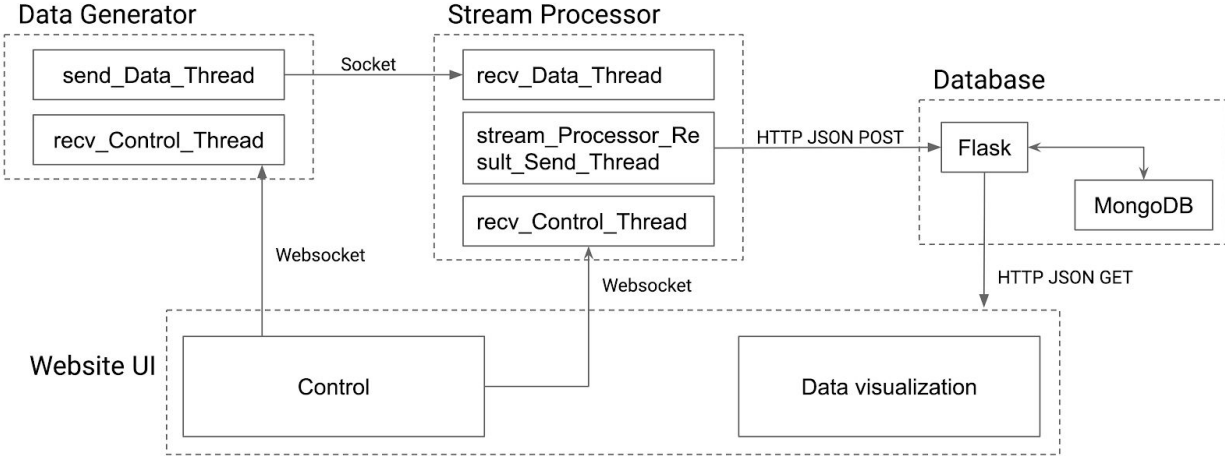 Data Generator
send_Data_Thread
recv_Control_Thread
Socket
Stream Processor
recv_Data_Thread
stream_Processor_Re
sult_Send_Thread
recv_Control_Thread
HTTP JSON POST
Database
Flask
MongoDB
Websocket
Websocket
HTTP JSON GET
Website UI
Control
Data visualization